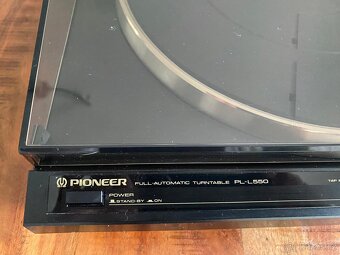 PIONEER FULL-AUTOMATIC TURNTABLE PL-L550
POWER
STAND-BY ON